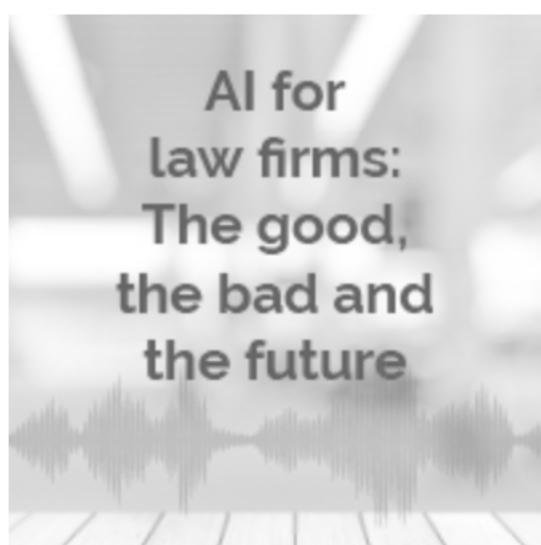 AI for
law firms:
The good,
the bad and
the future